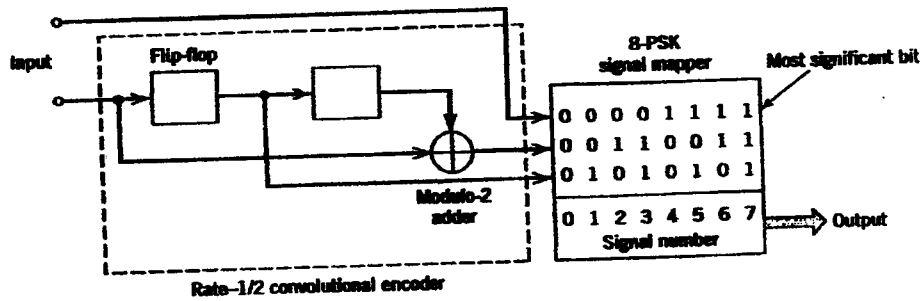 Input
Flip-flop
8-PSK
signal mapper
Most significant bit
0 0 0 0 1 1 1 1
0 0 1 1 0 0 1 1
0 1 0 1 0 1 0 1
Modulo-2
adder
0 1 2 3 4 5 6 7
Signal number
Output
Rate-1/2 convolutional encoder